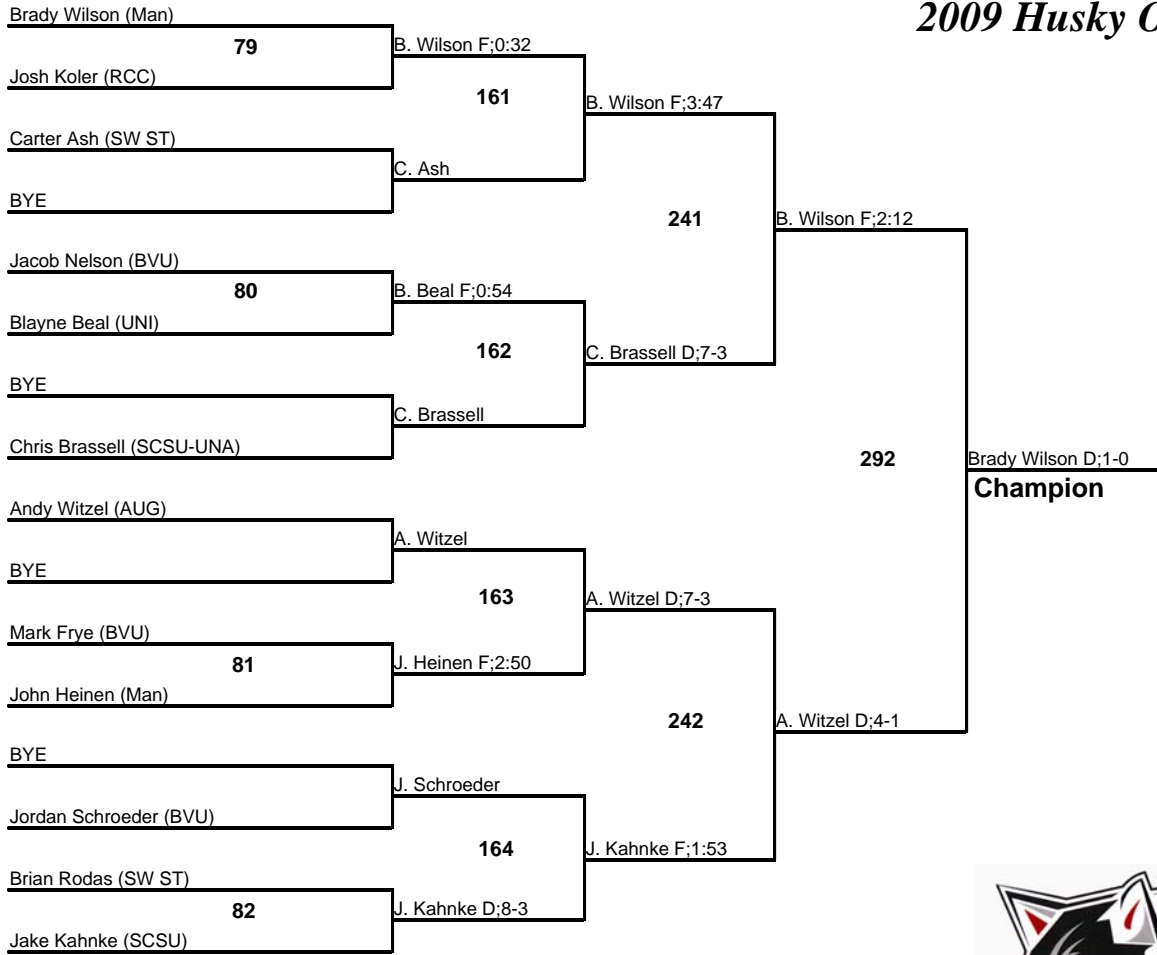 2009 Husky O
Brady Wilson (Man)
79
Josh Koler (RCC)
B. Wilson F;0:32
161
Carter Ash (SW ST)
BYE
C. Ash
B. Wilson F;3:47
241
Jacob Nelson (BVU)
80
Blayne Beal (UNI)
B. Beal F;0:54
162
BYE
Chris Brassell (SCSU-UNA)
C. Brassell
C. Brassell D;7-3
B. Wilson F;2:12
292
Andy Witzel (AUG)
BYE
A. Witzel
163
Mark Frye (BVU)
81
John Heinen (Man)
J. Heinen F;2:50
A. Witzel D;7-3
242
BYE
Jordan Schroeder (BVU)
J. Schroeder
164
Brian Rodas (SW ST)
82
Jake Kahnke (SCSU)
J. Kahnke D;8-3
J. Kahnke F;1:53
A. Witzel D;4-1
Brady Wilson D;1-0
Champion